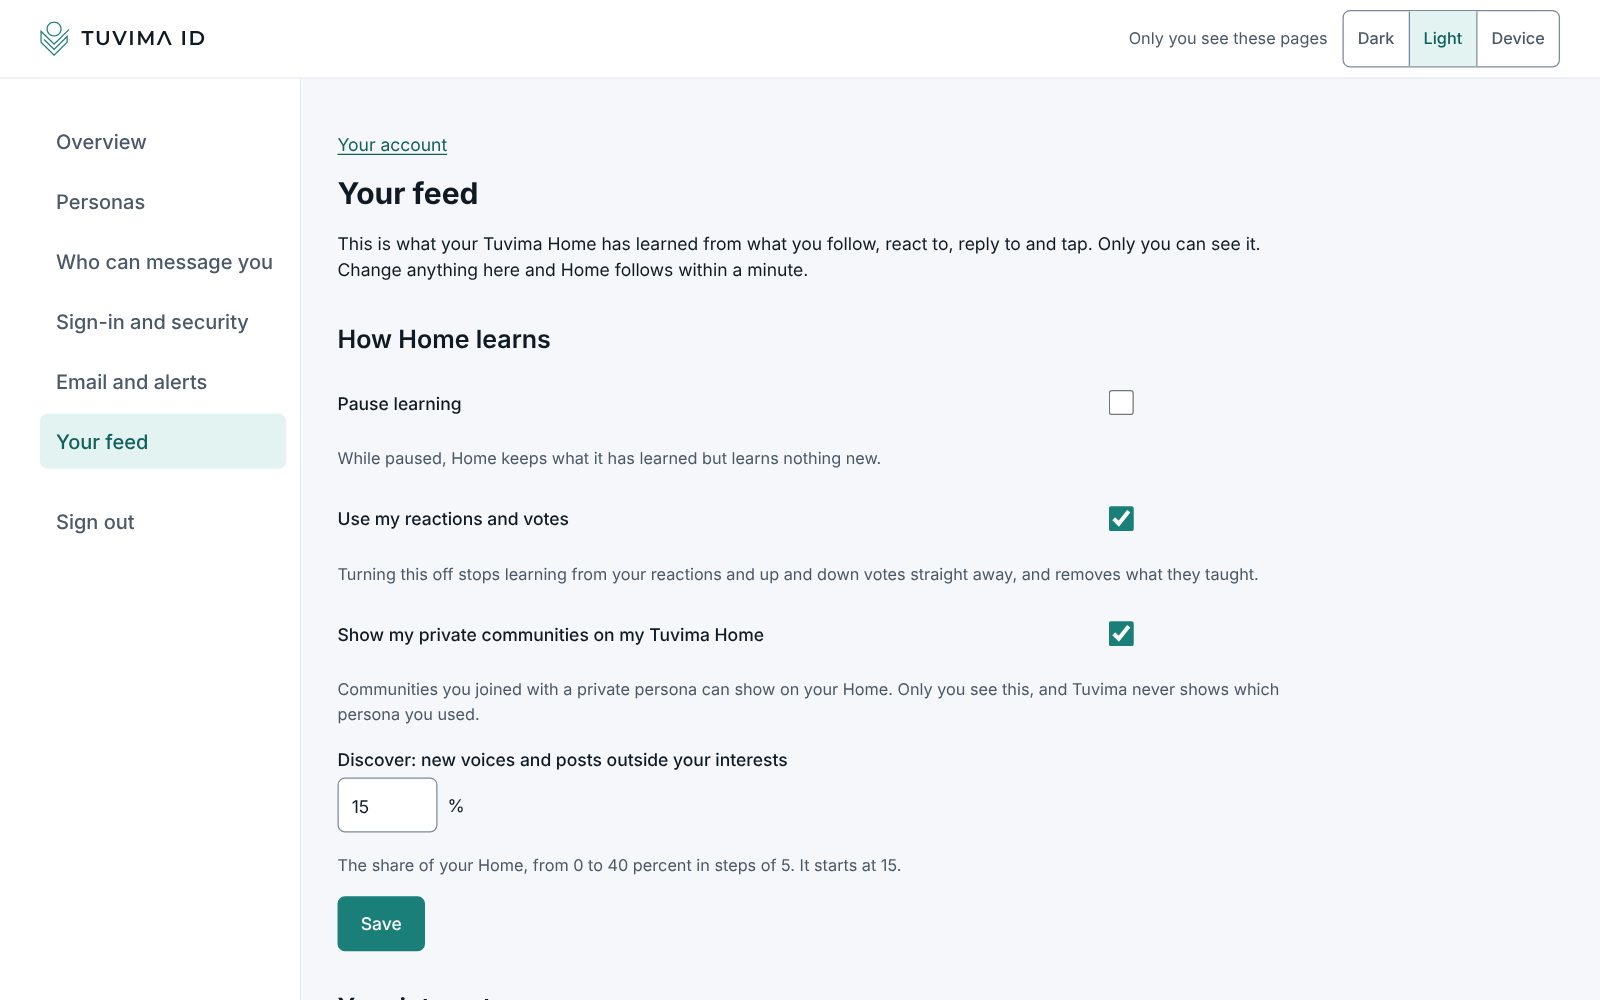 TUVIMA ID
Only you see these pages
Dark
Light
Device
Overview
Personas
Who can message you
Sign-in and security
Email and alerts
Your feed
Sign out
Your account
Your feed
This is what your Tuvima Home has learned from what you follow, react to, reply to and tap. Only you can see it.
Change anything here and Home follows within a minute.
How Home learns
Pause learning
While paused, Home keeps what it has learned but learns nothing new.
Use my reactions and votes
Turning this off stops learning from your reactions and up and down votes straight away, and removes what they taught.
Show my private communities on my Tuvima Home
Communities you joined with a private persona can show on your Home. Only you see this, and Tuvima never shows which
persona you used.
Discover: new voices and posts outside your interests
15 %
The share of your Home, from 0 to 40 percent in steps of 5. It starts at 15.
Save